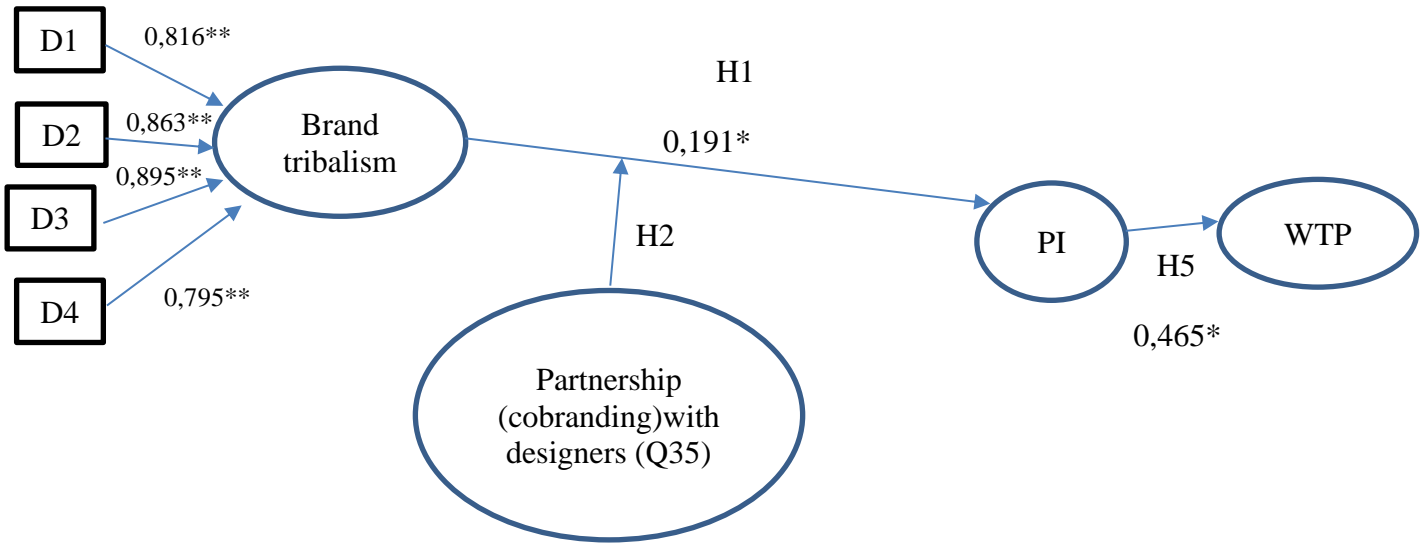 D1
0,816**
D2
0,863**
D3
0,895**
D4
0,795**
Brand
tribalism
H1
0,191*
H2
Partnership
(cobranding)with
designers (Q35)
PI
H5
0,465*
WTP